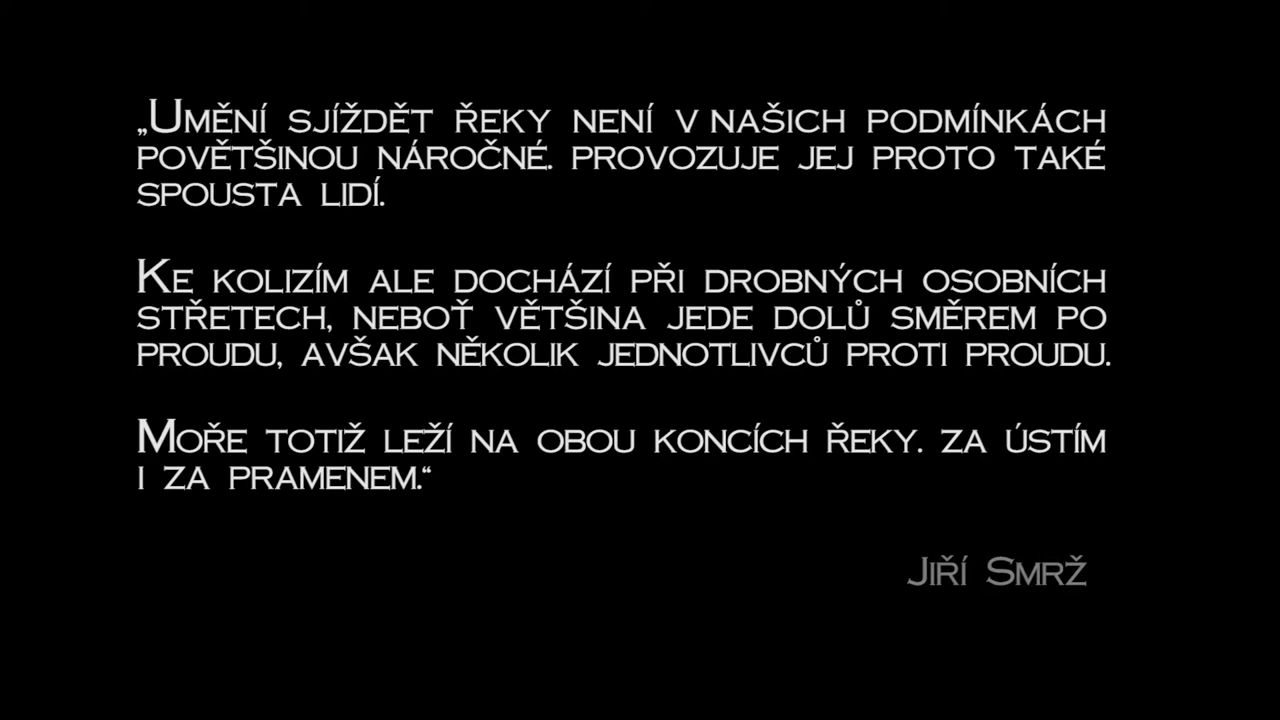 „Umění sjíždět řeky není v našich podmínkách
povětšinou náročné. provozuje jej proto také
spousta lidí.
Ke kolizím ale dochází při drobných osobních
střetech, neboť většina jede dolů směrem po
proudu, avšak několik jednotlivců proti proudu.
Moře totiž leží na obou koncích řeky. za ústím
i za pramenem.“
Jiří Smrž